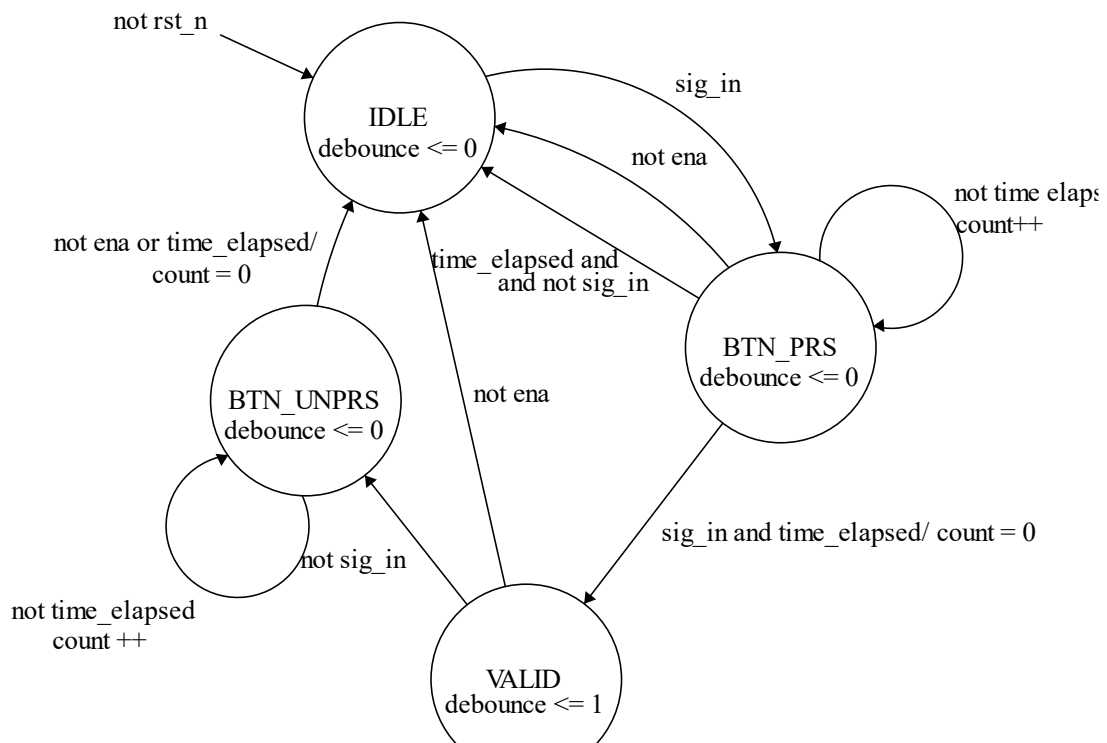 not rst_n
IDLE
debounce <= 0
sig_in
not ena
not time elaps
count++
time_elapsed and
and not sig_in
not ena or time_elapsed/
count = 0
BTN_PRS
debounce <= 0
BTN_UNPRS
debounce <= 0
not ena
sig_in and time_elapsed/ count = 0
not sig_in
not time_elapsed
count ++
VALID
debounce <= 1